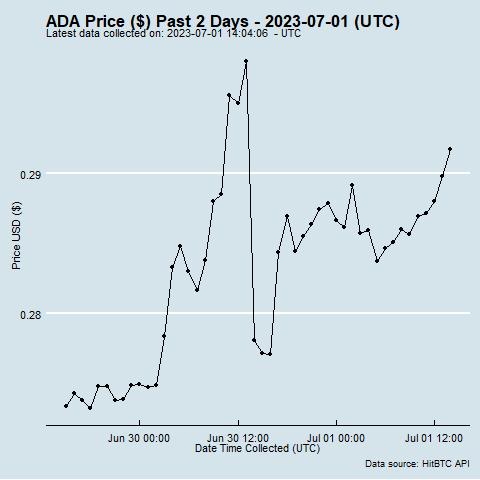 ADA Price ($) Past 2 Days - 2023-07-01 (UTC)
Latest data collected on: 2023-07-01 14:04:06  - UTC
0.29
Price USD ($)
0.28
Jun 30 00:00
Jun 30 12:00
Jul 01 00:00
Jul 01 12:00
Date Time Collected (UTC)
Data source: HitBTC API